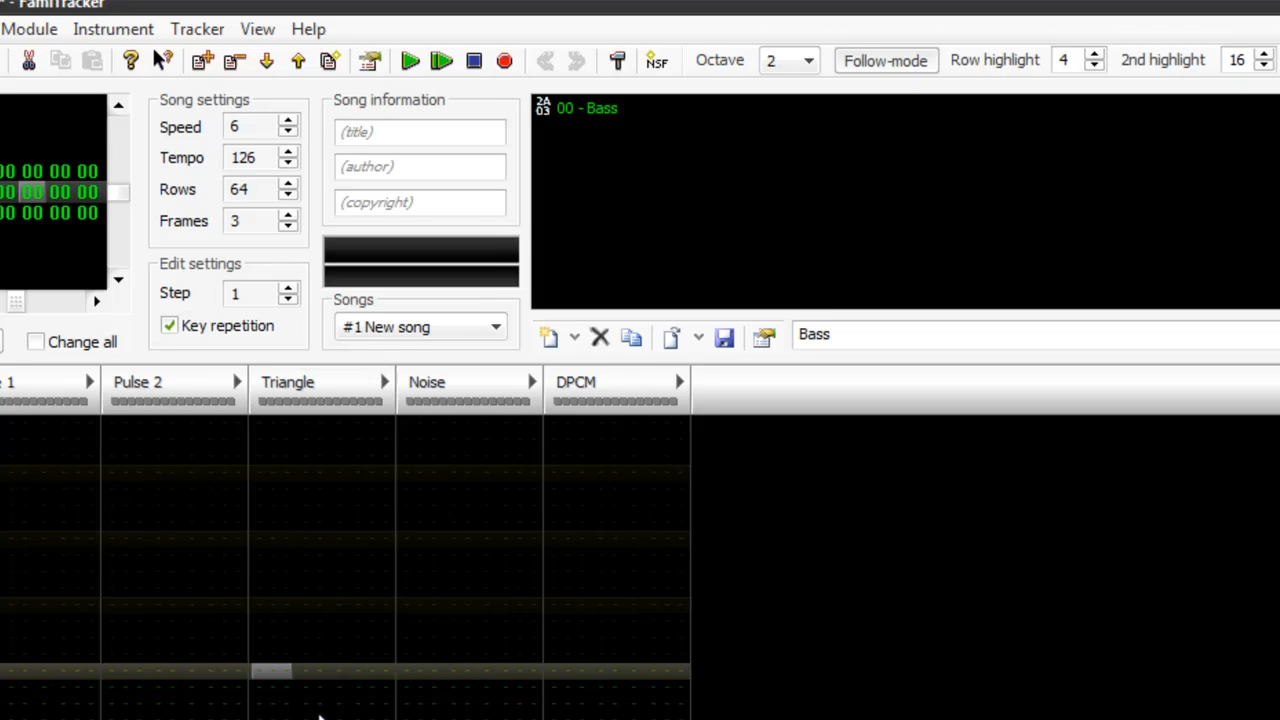 * - FamiTracker
Module Instrument Tracker View Help
NSF Octave 2 Follow-mode Row highlight 4 2nd highlight 16
Song settings
Speed 6
Tempo 126
Rows 64
Frames 3
Song information
(title)
(author)
(copyright)
2A03 00 - Bass
00 00 00 00
00 00 00 00
00 00 00 00
Edit settings
Step 1
Key repetition
Songs
#1 New song
Change all
Bass
1 Pulse 2 Triangle Noise DPCM